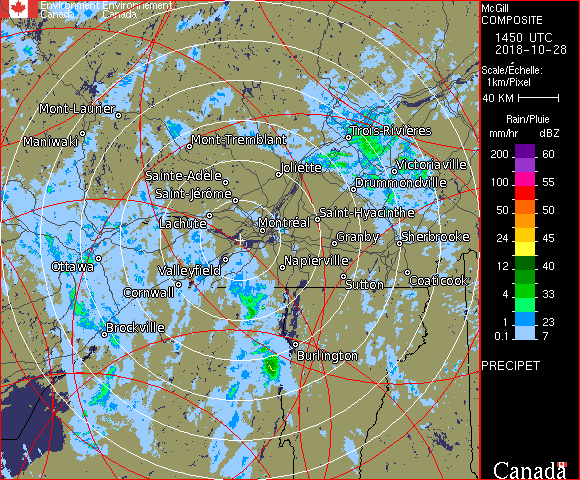 Environment Environnement
Canada Canada
Mont-Laurier
Maniwaki
Mont-Tremblant
Trois-Rivières
Sainte-Adèle
Joliette
Victoriaville
Drummondville
Saint-Jérôme
Lachute
Montréal
Saint-Hyacinthe
Granby
Sherbrooke
Ottawa
Valleyfield
Napierville
Sutton
Coaticook
Cornwall
Brockville
Burlington
McGill
COMPOSITE
1450 UTC
2018-10-28
Scale/Échelle:
1km/Pixel
40 KM
Rain/Pluie
mm/hr dBZ
200 60
100 55
50 50
24 45
12 40
4 33
1 23
0.1 7
PRECIPET
Canada